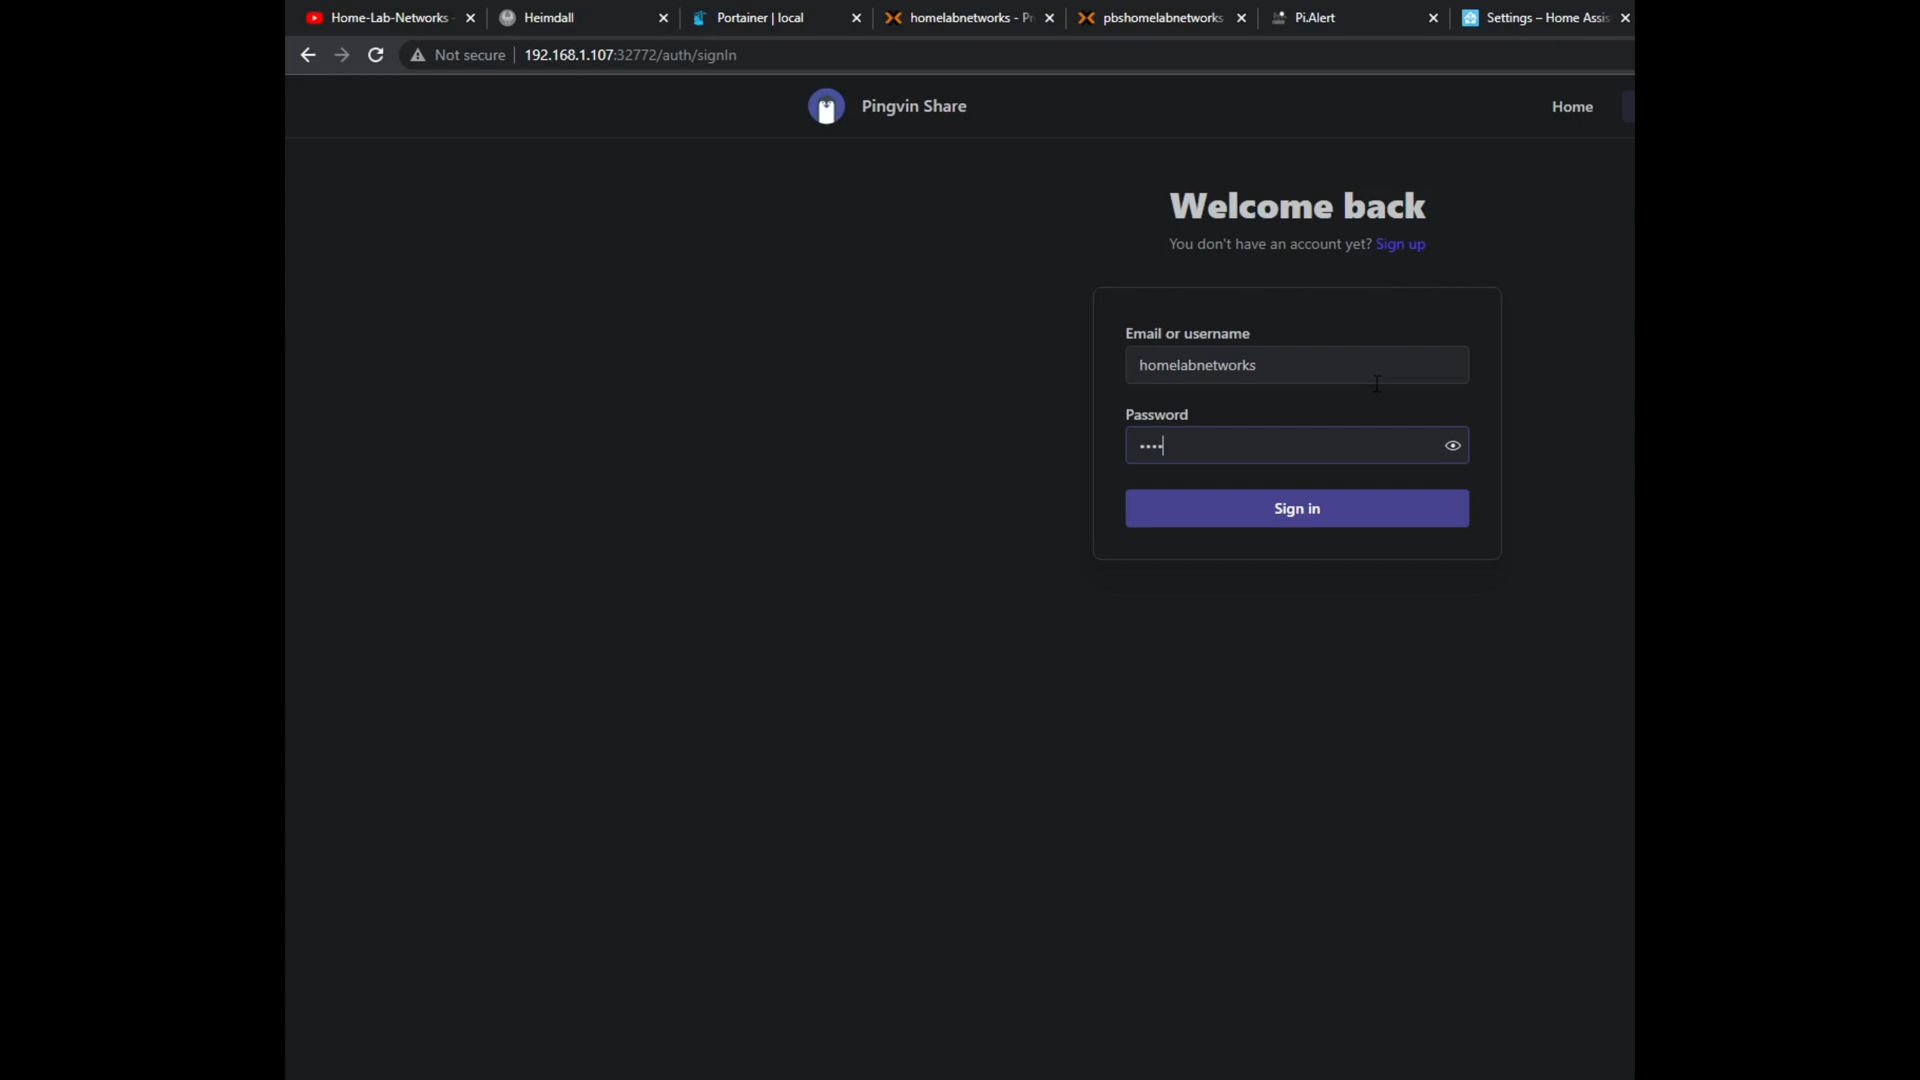 Home-Lab-Networks - Heimdall Portainer | local homelabnetworks - Pr pbshomelabnetworks Pi.Alert Settings – Home Assis
Not secure 192.168.1.107:32772/auth/signIn
Pingvin Share Home
Welcome back
You don't have an account yet? Sign up
Email or username
homelabnetworks
Password
••••
Sign in